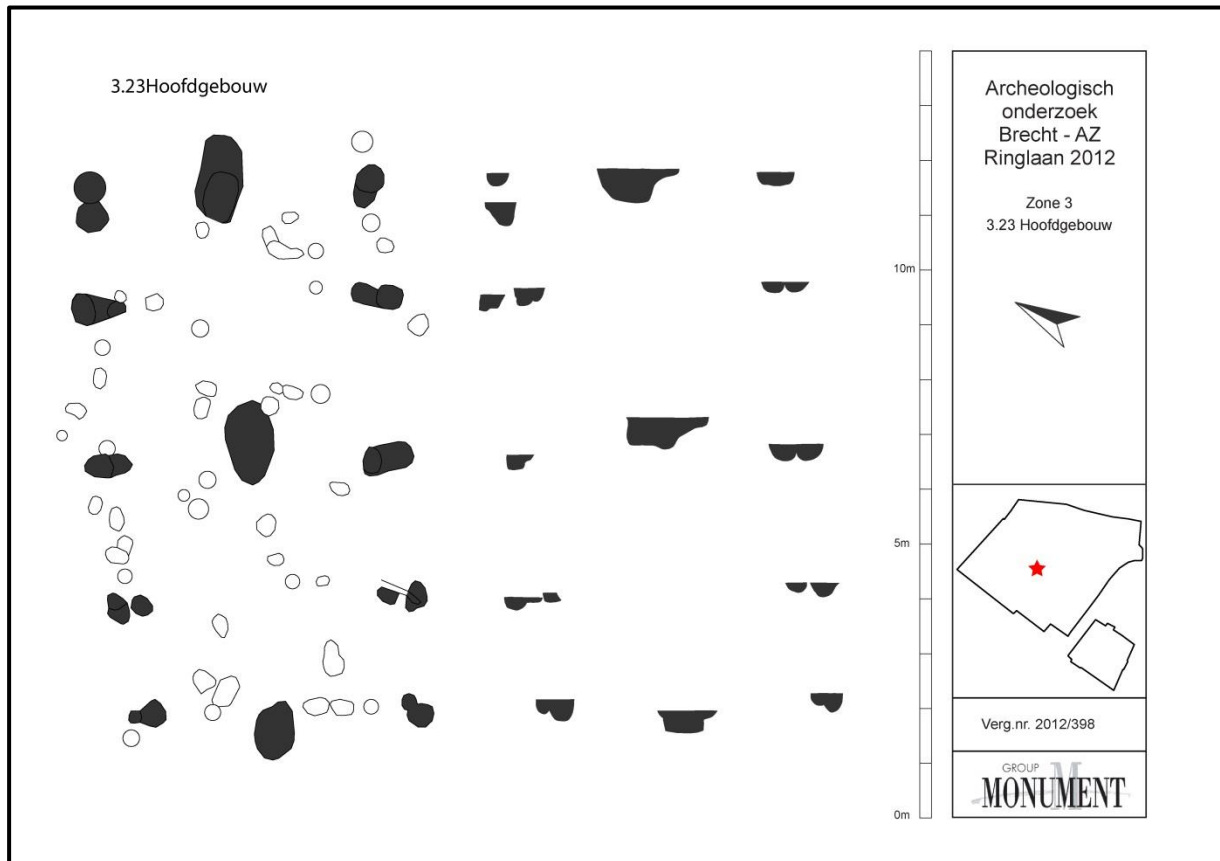 3.23Hoofdgebouw
10m
5m
0m
Archeologisch
onderzoek
Brecht - AZ
Ringlaan 2012
Zone 3
3.23 Hoofdgebouw
Verg.nr. 2012/398
GROUP
M
MONUMENT